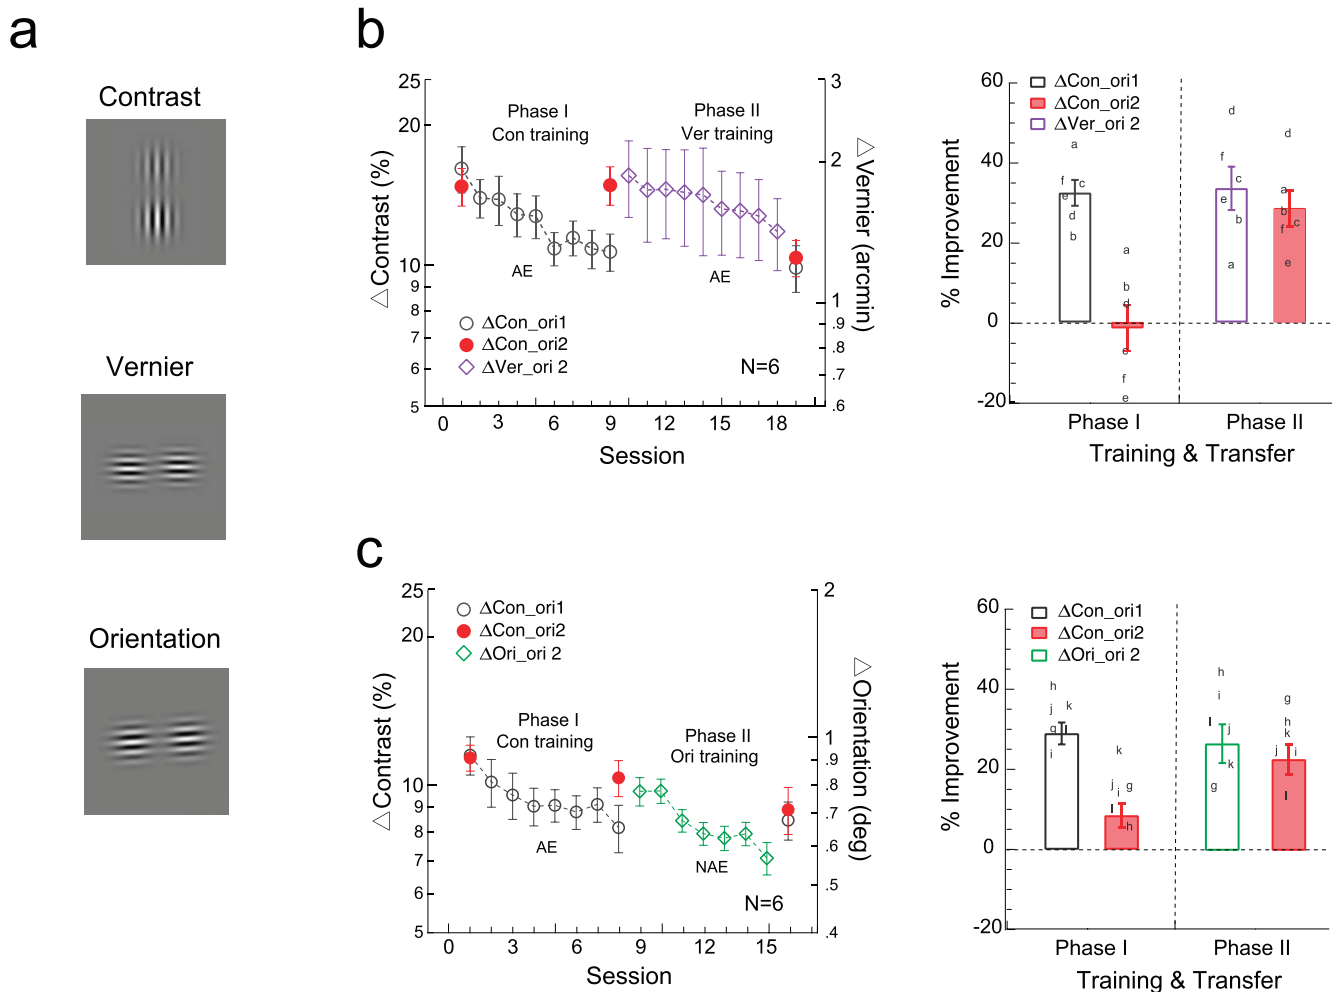 a
Contrast
Vernier
Orientation
b
25
20
10
9
8
7
6
5
△Contrast (%)
3
2
1
.9
.8
.7
.6
△Vernier (arcmin)
Phase I
Con training
Phase II
Ver training
AE
AE
ΔCon_ori1
ΔCon_ori2
ΔVer_ori 2
N=6
0 3 6 9 12 15 18
Session
60
40
20
0
-20
% Improvement
ΔCon_ori1
ΔCon_ori2
ΔVer_ori 2
a
f
c
e
d
b
a
b
d
e
f
e
d
f
c
e
b
a
d
a
b
c
f
e
Phase I Phase II
Training & Transfer
c
25
20
10
9
8
7
6
5
△Contrast (%)
2
1
.9
.8
.7
.6
.5
.4
△Orientation (deg)
ΔCon_ori1
ΔCon_ori2
ΔOri_ori 2
Phase I
Con training
Phase II
Ori training
AE
NAE
N=6
0 3 6 9 12 15
Session
60
40
20
0
-20
% Improvement
ΔCon_ori1
ΔCon_ori2
ΔOri_ori 2
h
j
k
g
l
i
k
j
g
i
l
h
h
i
l
j
k
g
g
h
k
j
i
l
Phase I Phase II
Training & Transfer